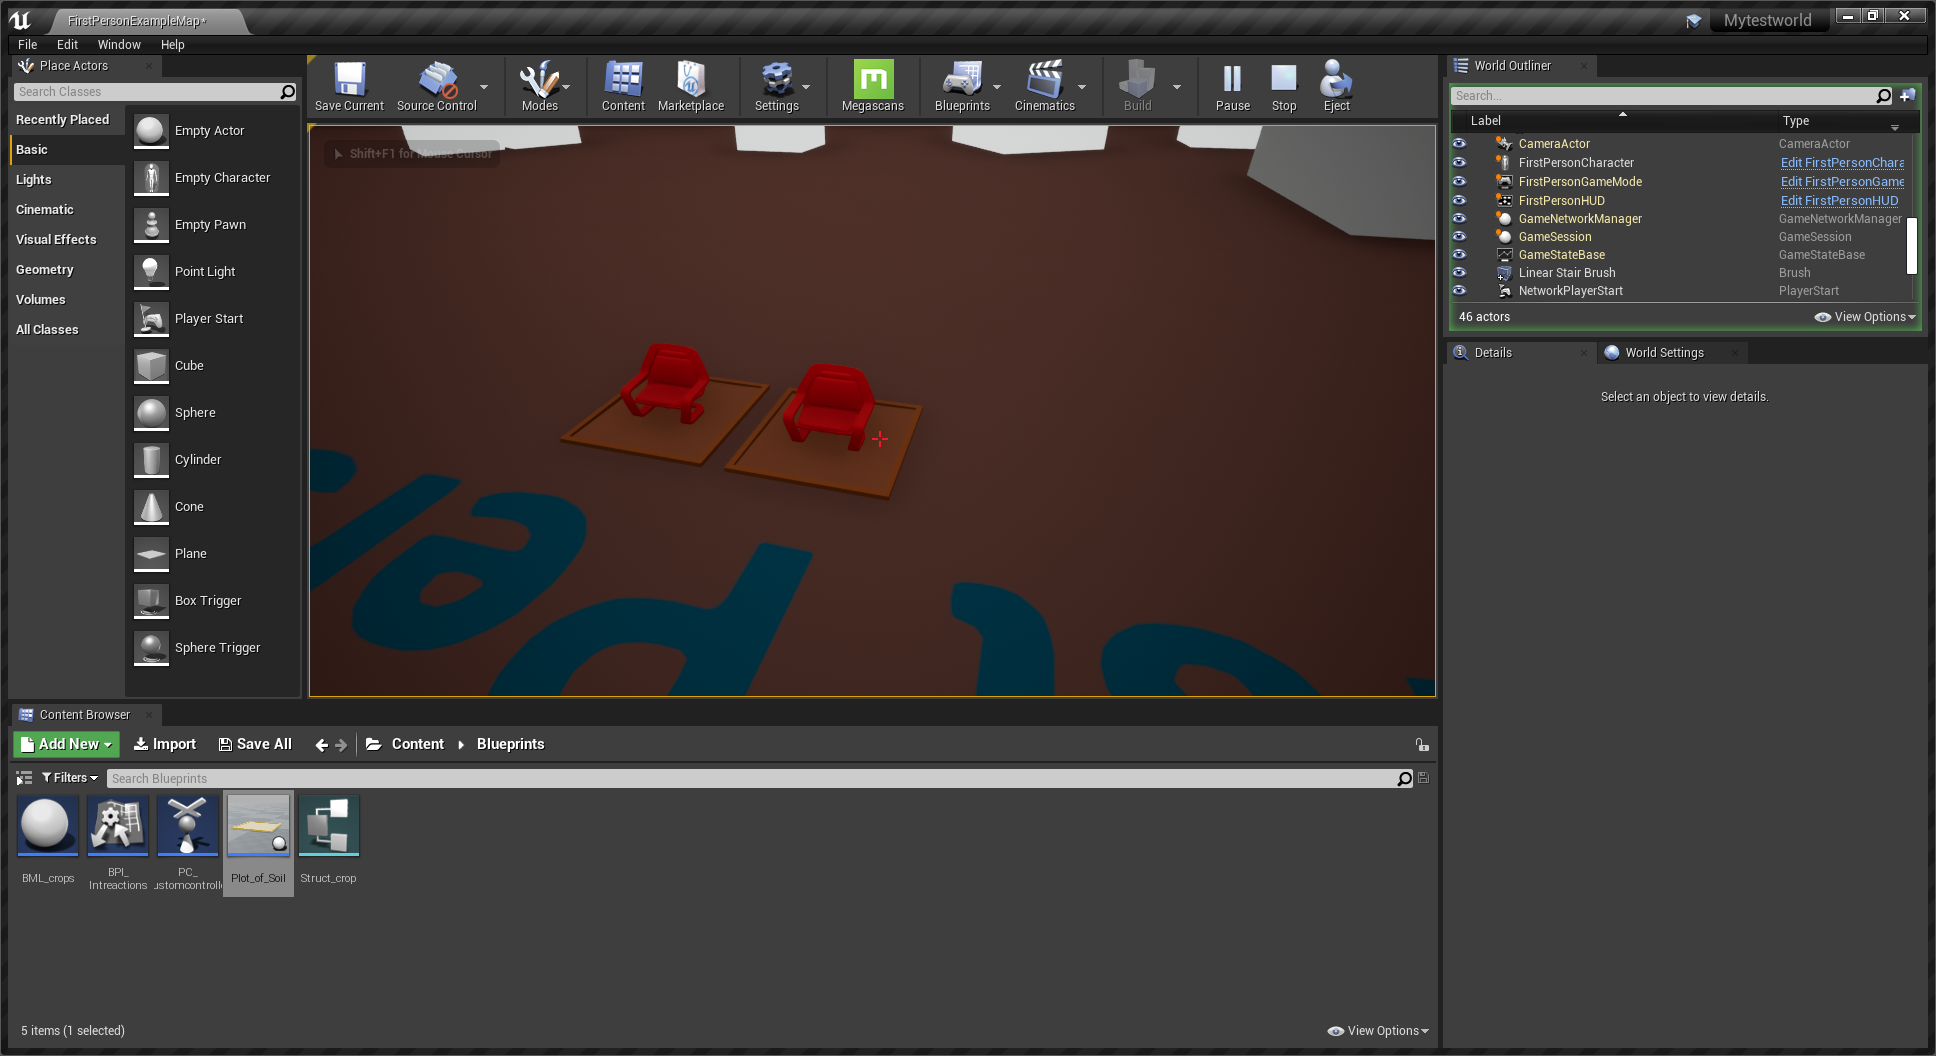 FirstPersonExampleMap*
Mytestworld
File Edit Window Help
Place Actors
Search Classes
Recently Placed
Basic
Lights
Cinematic
Visual Effects
Geometry
Volumes
All Classes
Empty Actor
Empty Character
Empty Pawn
Point Light
Player Start
Cube
Sphere
Cylinder
Cone
Plane
Box Trigger
Sphere Trigger
Save Current Source Control Modes Content Marketplace Settings Megascans Blueprints Cinematics Build Pause Stop Eject
Shift+F1 for Mouse Cursor
World Outliner
Search...
Label Type
CameraActor CameraActor
FirstPersonCharacter Edit FirstPersonChara
FirstPersonGameMode Edit FirstPersonGame
FirstPersonHUD Edit FirstPersonHUD
GameNetworkManager GameNetworkManager
GameSession GameSession
GameStateBase GameStateBase
Linear Stair Brush Brush
NetworkPlayerStart PlayerStart
46 actors View Options
Details World Settings
Select an object to view details.
Content Browser
Add New Import Save All Content Blueprints
Filters Search Blueprints
BML_crops
BPI_
Intreactions
PC_
ustomcontrolle
Plot_of_Soil
Struct_crop
5 items (1 selected) View Options